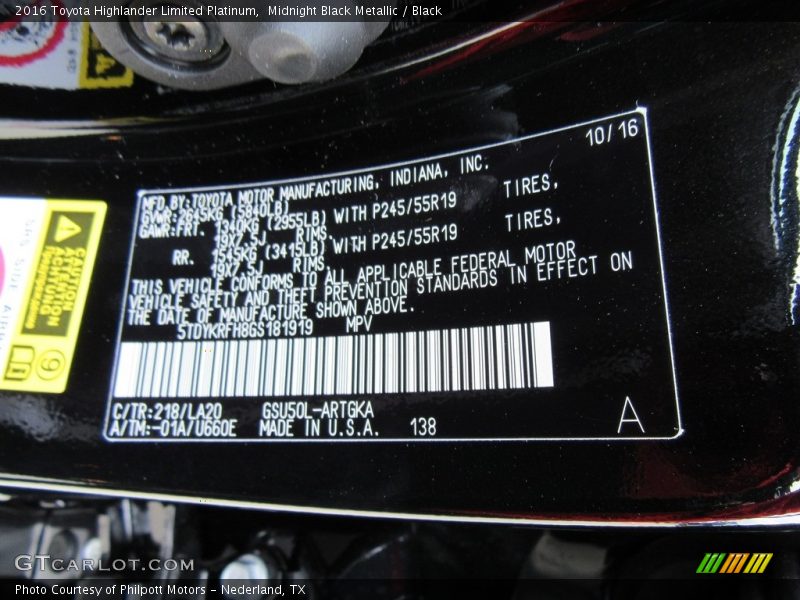 2016 Toyota Highlander Limited Platinum, Midnight Black Metallic / Black
10/16
MFD.BY:TOYOTA MOTOR MANUFACTURING, INDIANA, INC.
GVWR:2645KG (5840LB)
GAWR:FRT. 1340KG (2955LB) WITH P245/55R19 TIRES,
19X7.5J RIMS,
RR. 1545KG (3415LB) WITH P245/55R19 TIRES,
19X7.5J RIMS,
THIS VEHICLE CONFORMS TO ALL APPLICABLE FEDERAL MOTOR
VEHICLE SAFETY AND THEFT PREVENTION STANDARDS IN EFFECT ON
THE DATE OF MANUFACTURE SHOWN ABOVE.
5TDYKRFH8GS181919 MPV
C/TR:218/LA20 GSU50L-ARTGKA
A/TM:-01A/U660E MADE IN U.S.A. 138
A
CAUTION
ATTENTION
GTCARLOT.COM
Photo Courtesy of Philpott Motors – Nederland, TX